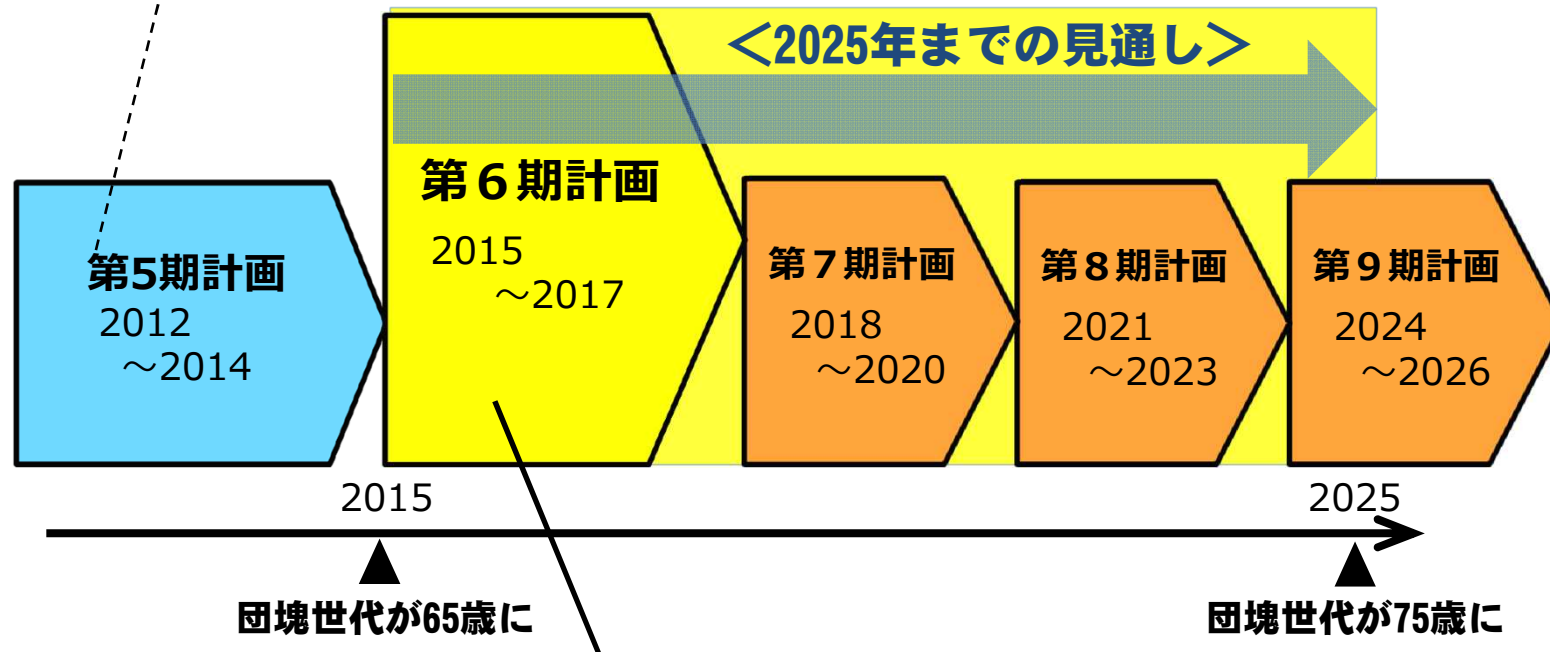 <2025年までの見通し>
第5期計画
2012
～2014
第６期計画
2015
～2017
第７期計画
2018
～2020
第８期計画
2021
～2023
第９期計画
2024
～2026
2015
2025
団塊世代が65歳に
団塊世代が75歳に